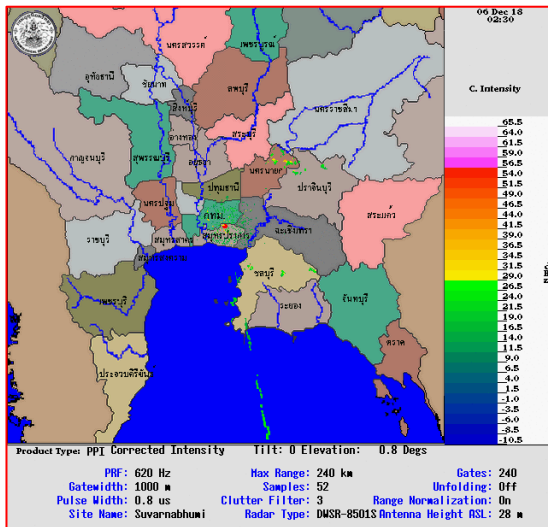 06 Dec 18
02:30
นครสวรรค์
เพชรบูรณ์
อุทัยธานี
ชัยนาท
ลพบุรี
นครราชสีมา
สิงห์บุรี
อ่างทอง
สระบุรี
กาญจนบุรี
สุพรรณบุรี
อยุธยา
นครนายก
ปราจีนบุรี
ปทุมธานี
นครปฐม
กทม.
สระแก้ว
ฉะเชิงเทรา
ราชบุรี
สมุทรสาคร
สมุทรปราการ
ชลบุรี
เพชรบุรี
ระยอง
จันทบุรี
ตราด
ประจวบคีรีขันธ์
C. Intensity
65.5
64.0
61.5
59.0
56.5
54.0
51.5
49.0
46.5
44.0
41.5
39.0
36.5
34.0
31.5
29.0
26.5
24.0
21.5
19.0
16.5
14.0
11.5
9.0
6.5
4.0
1.5
-1.0
-3.5
-6.0
-8.5
-10.5
Product Type: PPI Corrected Intensity Tilt: 0 Elevation: 0.8 Degs
PRF: 620 Hz Max Range: 240 km Gates: 240
Gatewidth: 1000 m Samples: 52 Unfolding: Off
Pulse Width: 0.8 us Clutter Filter: 3 Range Normalization: On
Site Name: Suvarnabhumi Radar Type: DWSR-8501S Antenna Height ASL: 28 m